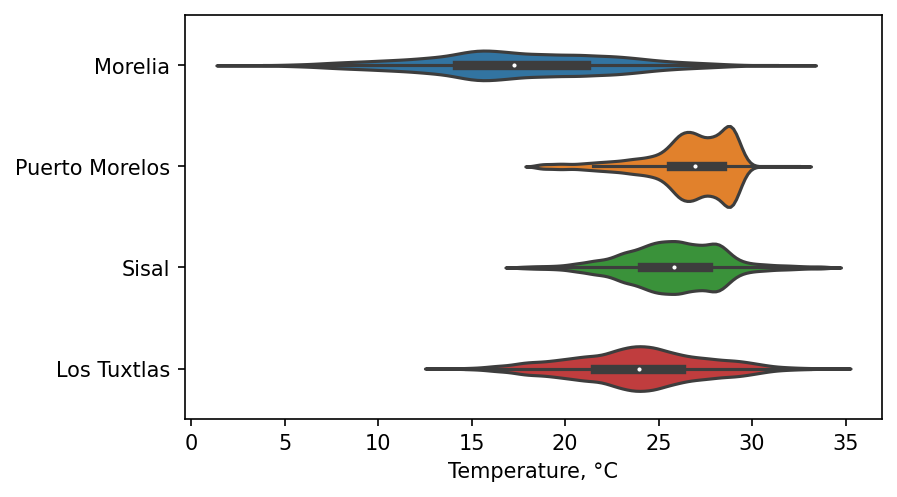 Morelia
Puerto Morelos
Sisal
Los Tuxtlas
0 5 10 15 20 25 30 35
Temperature, °C